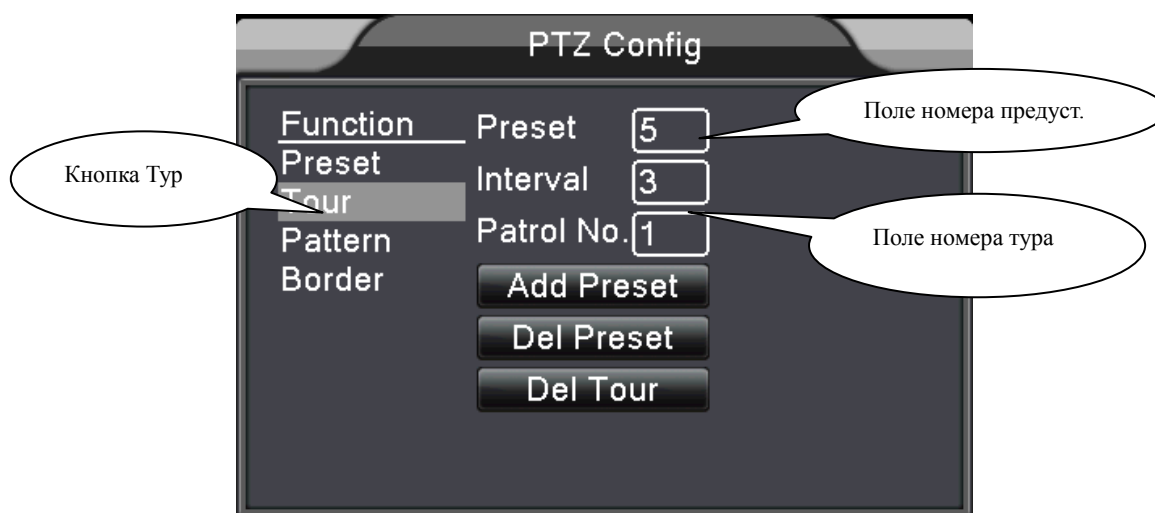 PTZ Config
Function
Preset
Tour
Pattern
Border
Preset 5
Interval 3
Patrol No. 1
Add Preset
Del Preset
Del Tour
Кнопка Тур
Поле номера предуст.
Поле номера тура